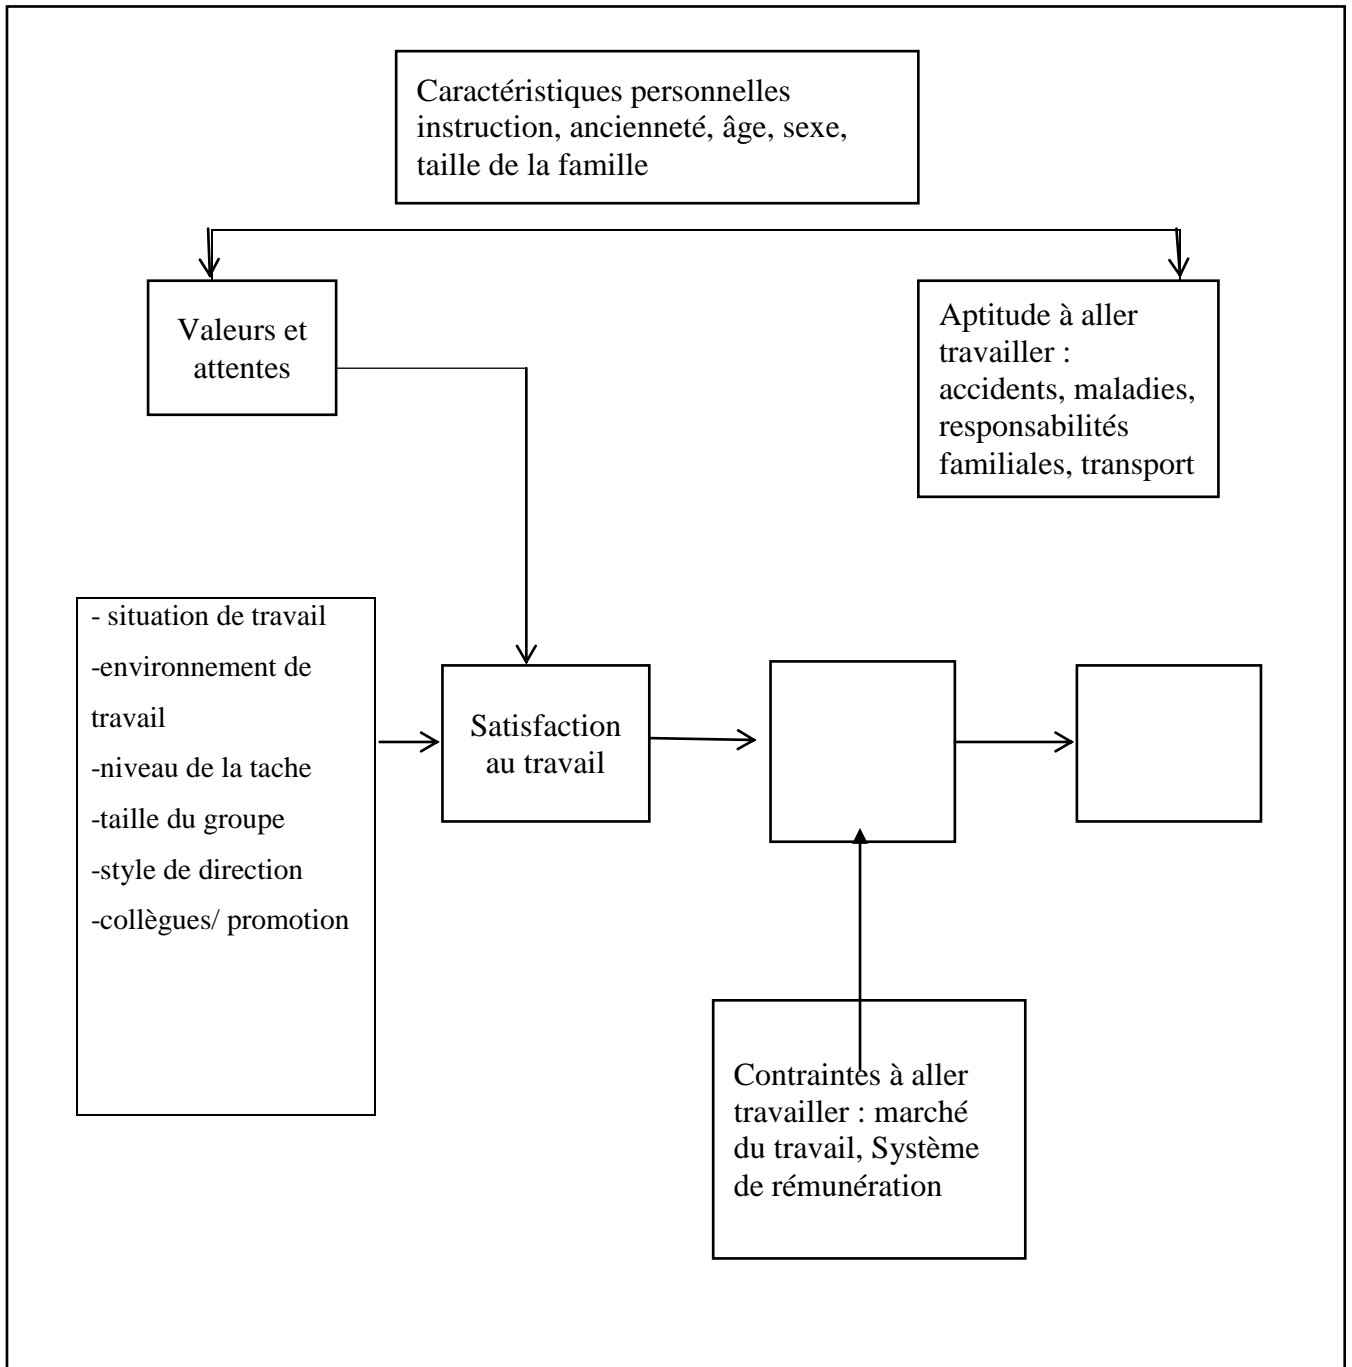 Caractéristiques personnelles
instruction, ancienneté, âge, sexe,
taille de la famille
Valeurs et
attentes
Aptitude à aller
travailler :
accidents, maladies,
responsabilités
familiales, transport
- situation de travail
-environnement de
travail
-niveau de la tache
-taille du groupe
-style de direction
-collègues/ promotion
Satisfaction
au travail
Contraintes à aller
travailler : marché
du travail, Système
de rémunération